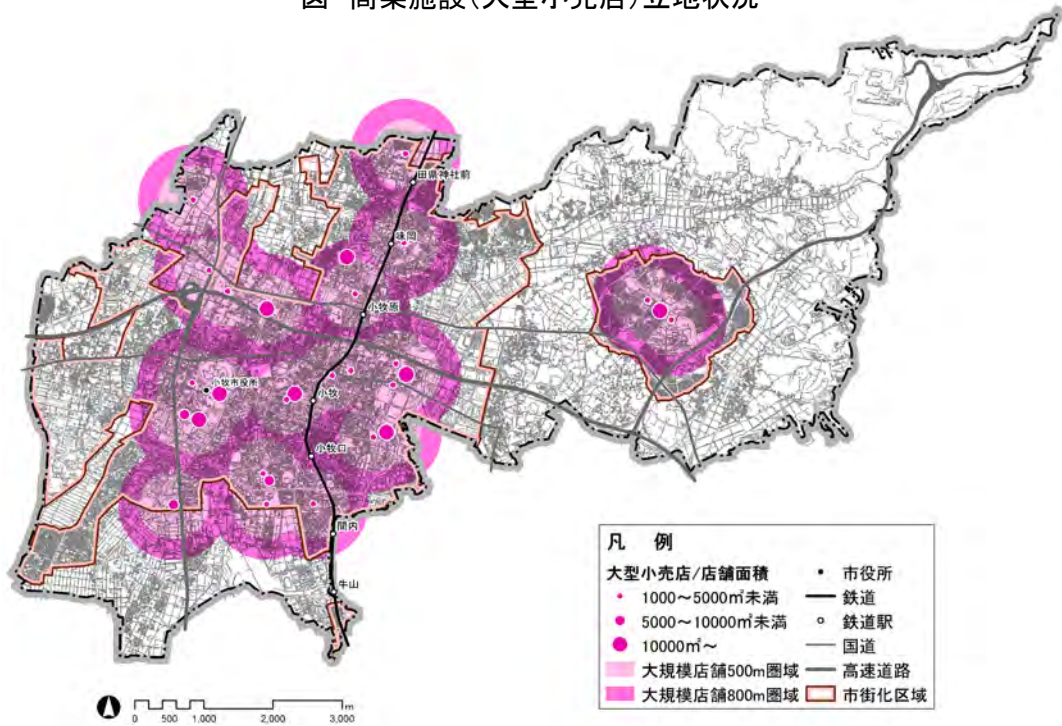 図 商業施設（大型小売店）立地状況
田県神社前
味岡
小牧原
小牧市役所
小牧
小牧口
間内
牛山
凡 例
大型小売店/店舗面積
1000～5000㎡未満
5000～10000㎡未満
10000㎡～
大規模店舗500m圏域
大規模店舗800m圏域
市役所
鉄道
鉄道駅
国道
高速道路
市街化区域
0 500 1,000 2,000 3,000 m